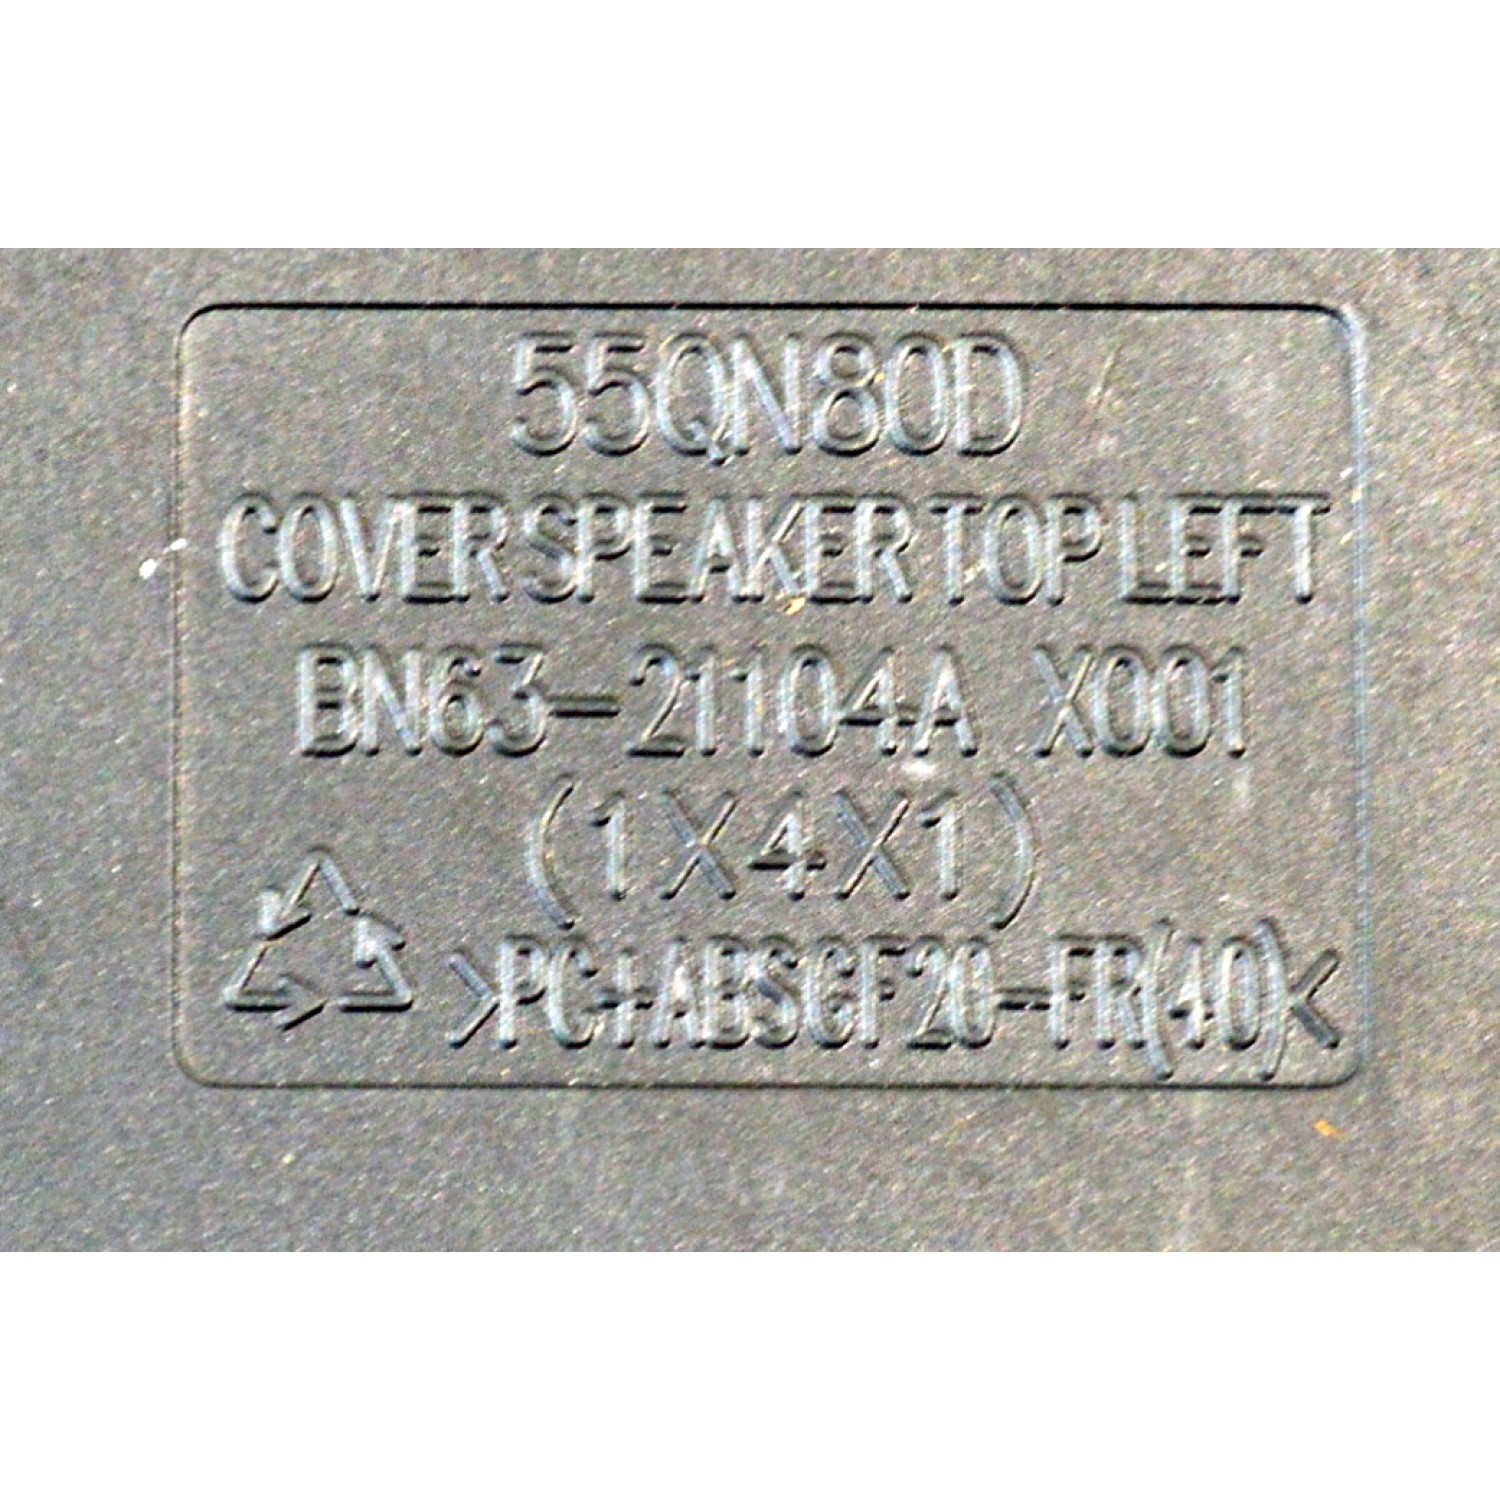 55QN80D
COVER SPEAKER TOP LEFT
BN63-21104A X001
(1X4X1)
>PC+ABSGF20-FR(40)<